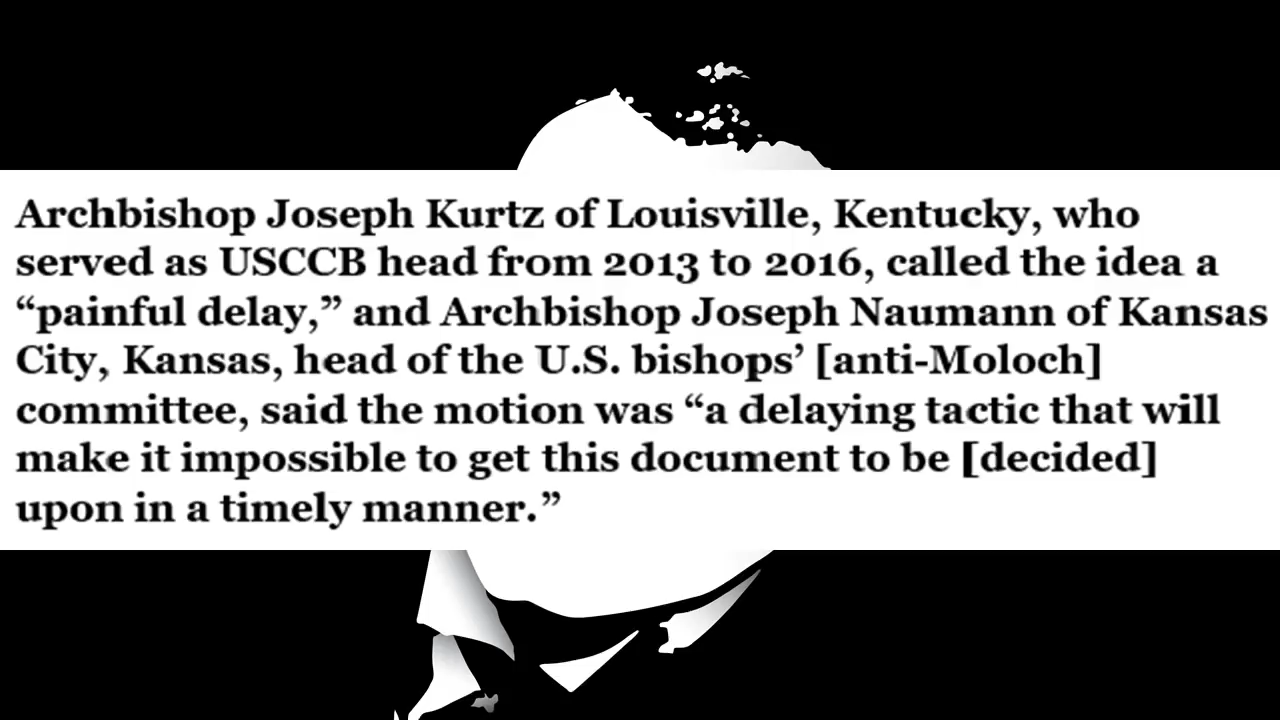 Archbishop Joseph Kurtz of Louisville, Kentucky, who
served as USCCB head from 2013 to 2016, called the idea a
“painful delay,” and Archbishop Joseph Naumann of Kansas
City, Kansas, head of the U.S. bishops’ [anti-Moloch]
committee, said the motion was “a delaying tactic that will
make it impossible to get this document to be [decided]
upon in a timely manner.”